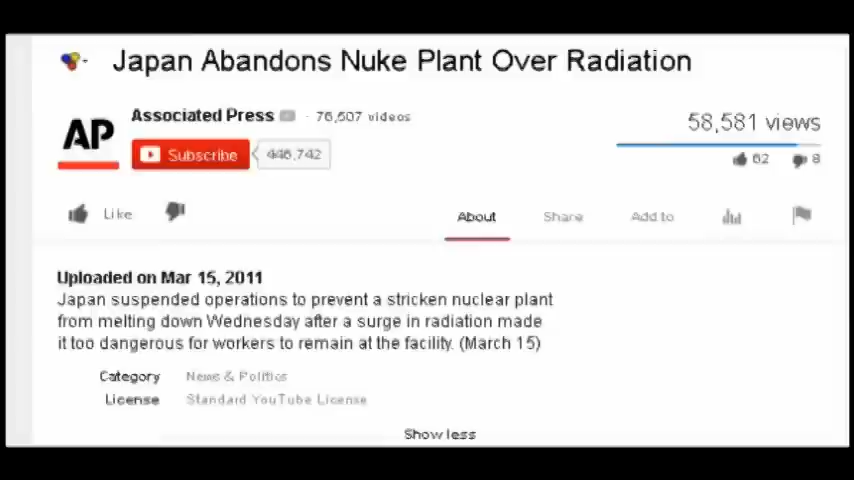 Japan Abandons Nuke Plant Over Radiation
Associated Press · 76,607 videos
58,581 views
AP
Subscribe 446,742
62 8
Like
About Share Add to
Uploaded on Mar 15, 2011
Japan suspended operations to prevent a stricken nuclear plant
from melting down Wednesday after a surge in radiation made
it too dangerous for workers to remain at the facility. (March 15)
Category News & Politics
License Standard YouTube License
Show less